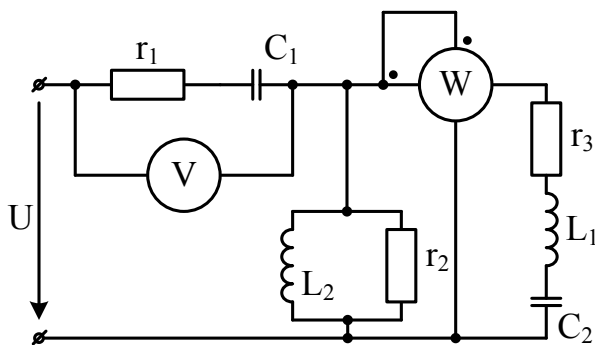 r₁
C₁
W
V
r₃
U
L₁
L₂
r₂
C₂